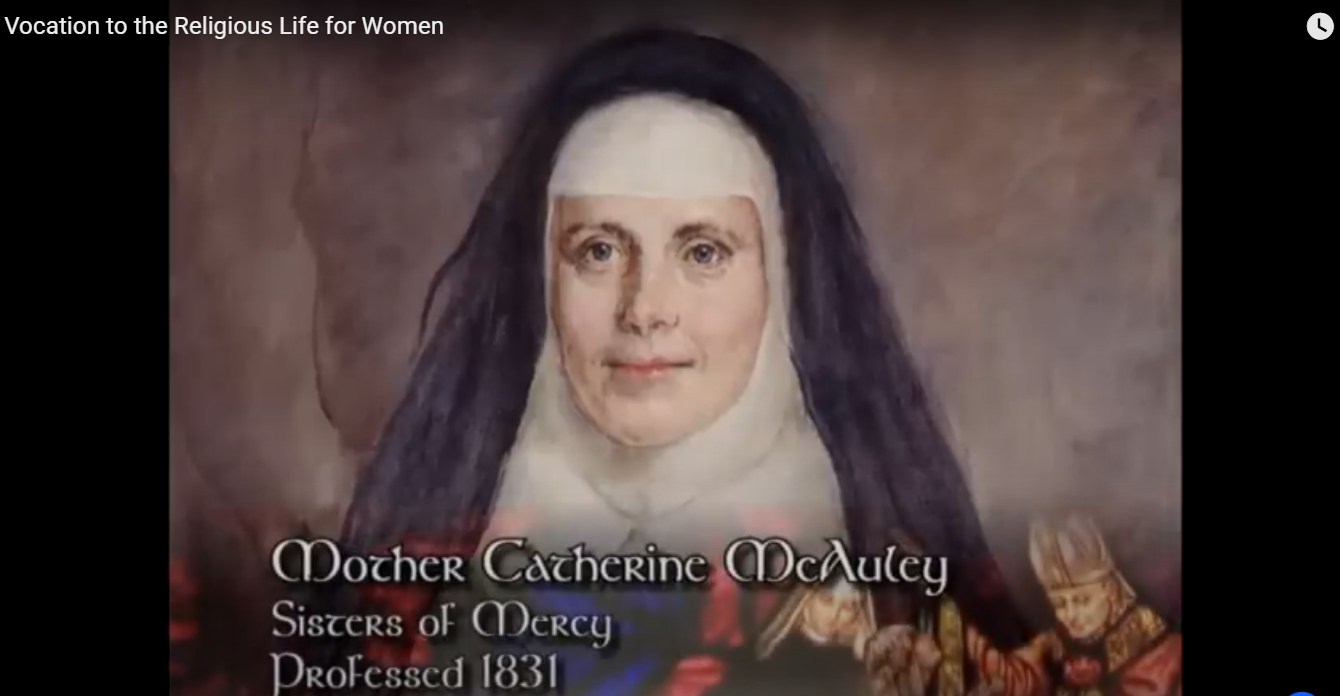 Vocation to the Religious Life for Women
Mother Catherine McAuley
Sisters of Mercy
Professed 1831